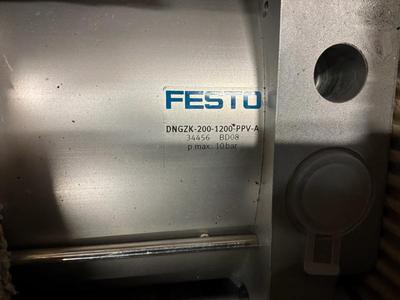 FESTO
DNGZK-200-1200-PPV-A
34456 BD08
p max. 10bar